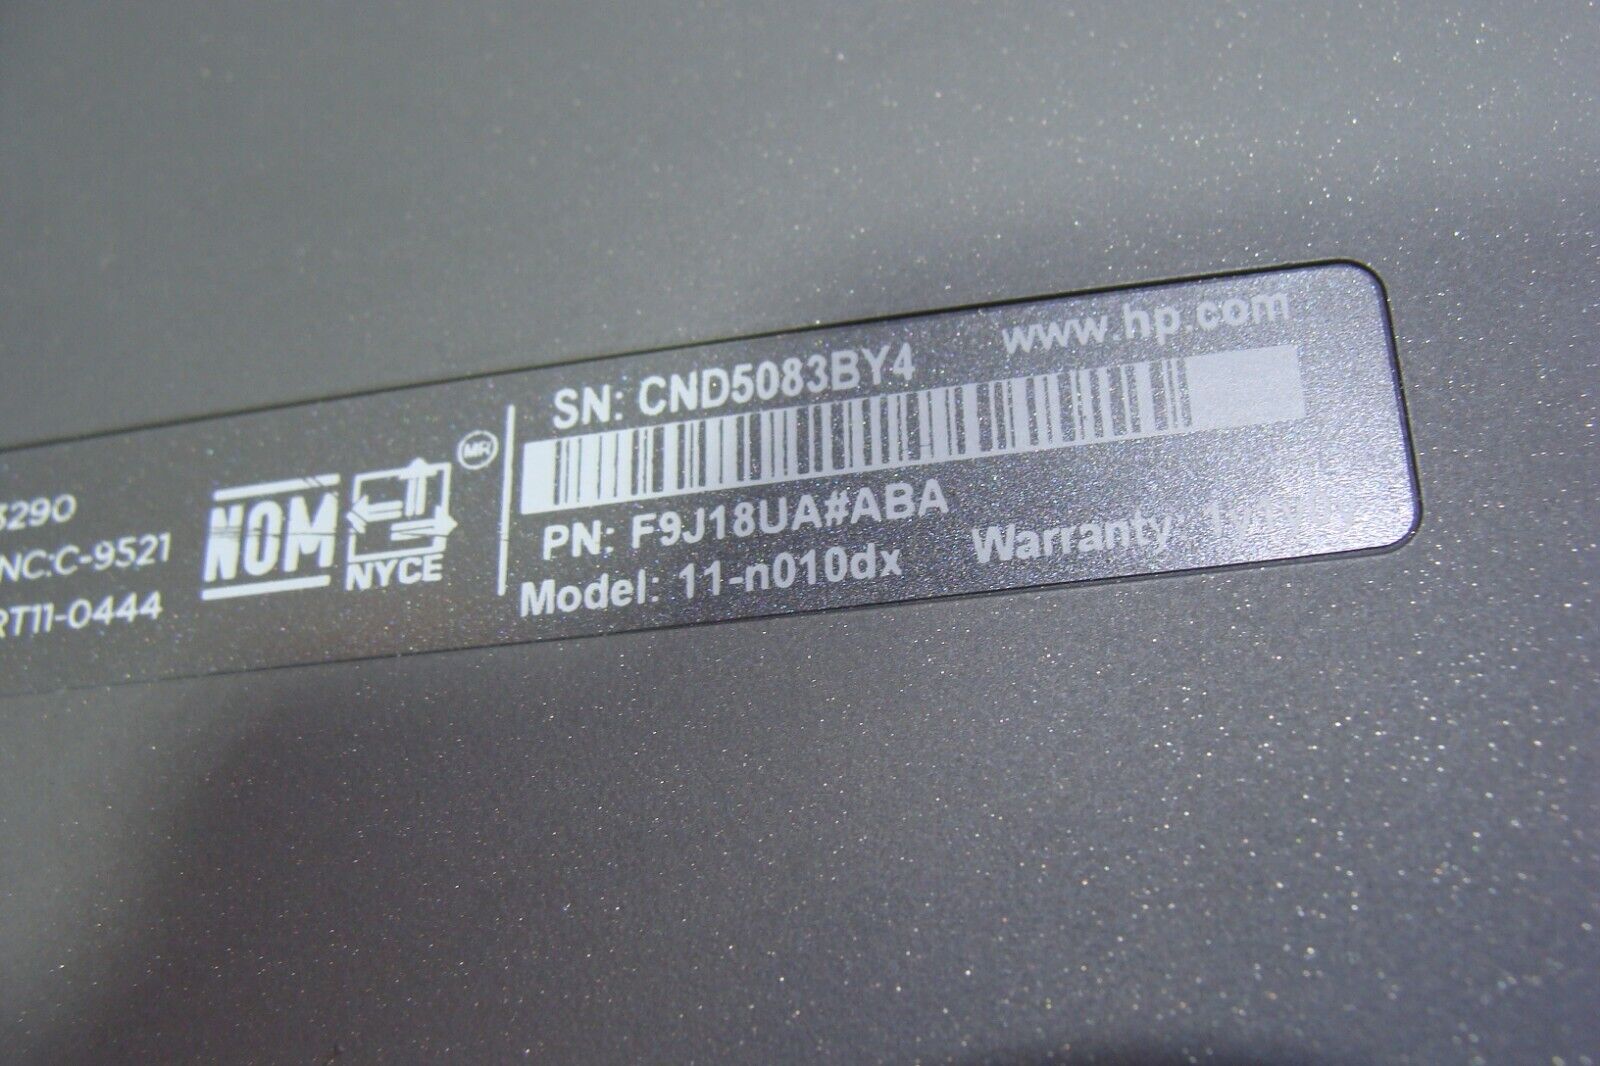 www.hp.com
SN: CND5083BY4
PN: F9J18UA#ABA
Model: 11-n010dx
Warranty:
3290
NC:C-9521
RT11-0444
NOM
NYCE
MR